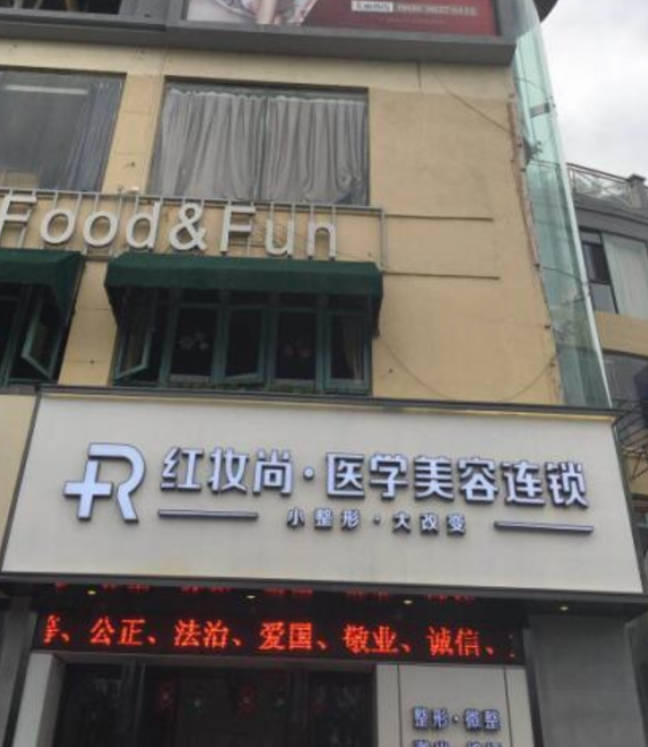 Food&Fun
红妆尚·医学美容连锁
小整形·大改变
等、公正、法治、爱国、敬业、诚信、
整形·微整